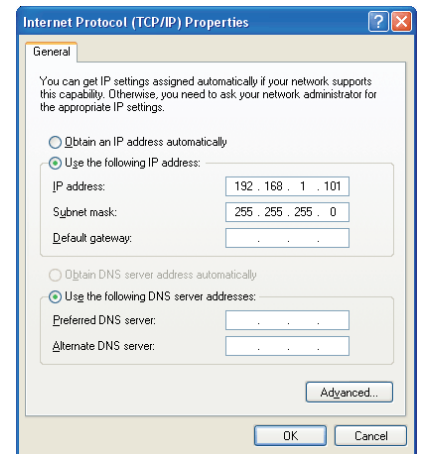 Internet Protocol (TCP/IP) Properties
General
You can get IP settings assigned automatically if your network supports
this capability. Otherwise, you need to ask your network administrator for
the appropriate IP settings.
Obtain an IP address automatically
Use the following IP address:
IP address: 192 . 168 . 1 . 101
Subnet mask: 255 . 255 . 255 . 0
Default gateway: . . .
Obtain DNS server address automatically
Use the following DNS server addresses:
Preferred DNS server: . . .
Alternate DNS server: . . .
Advanced...
OK Cancel